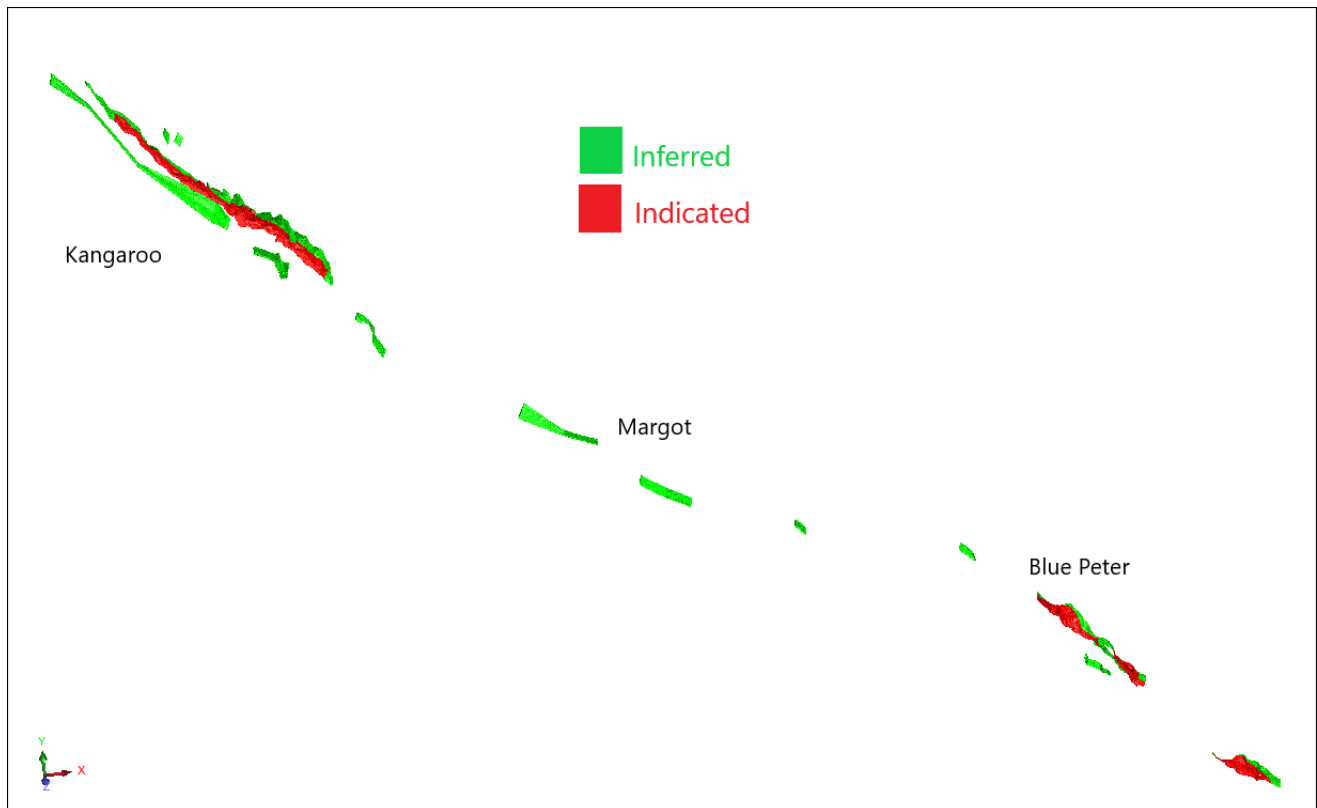 Inferred
Indicated
Kangaroo
Margot
Blue Peter
Y
X
Z